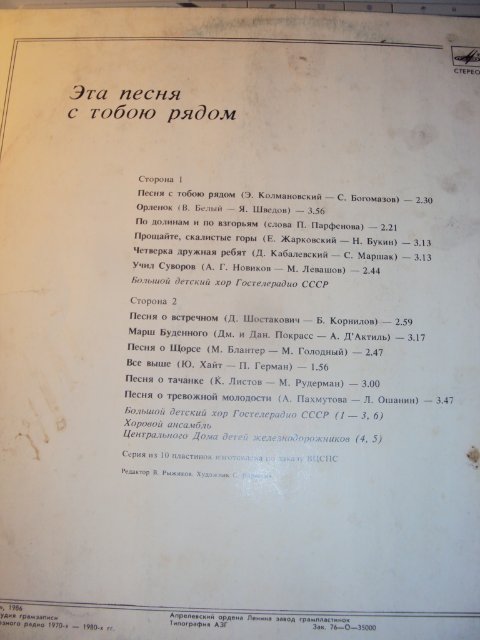 Эта песня
с тобою рядом
СТЕРЕО
Сторона 1
Песня с тобою рядом (Э. Колмановский — С. Богомазов) — 2.30
Орленок (В. Белый — Я. Шведов) — 3.56
По долинам и по взгорьям (слова П. Парфенова) — 2.21
Прощайте, скалистые горы (Е. Жарковский — Н. Букин) — 3.13
Четверка дружная ребят (Д. Кабалевский — С. Маршак) — 3.13
Учил Суворов (А. Г. Новиков — М. Левашов) — 2.44
Большой детский хор Гостелерадио СССР
Сторона 2
Песня о встречном (Д. Шостакович — Б. Корнилов) — 2.59
Марш Буденного (Дм. и Дан. Покрасс — А. Д'Актиль) — 3.17
Песня о Щорсе (М. Блантер — М. Голодный) — 2.47
Все выше (Ю. Хайт — П. Герман) — 1.56
Песня о тачанке (К. Листов — М. Рудерман) — 3.00
Песня о тревожной молодости (А. Пахмутова — Л. Ошанин) — 3.47
Большой детский хор Гостелерадио СССР (1 — 3, 6)
Хоровой ансамбль
Центрального Дома детей железнодорожников (4, 5)
Серия из 10 пластинок изготовлена по заказу ВЦСПС
Редактор В. Рыжиков. Художник С.
1986
грамзаписи
радио 1970-х — 1980-х гг.
Апрелевский ордена Ленина завод грампластинок
Типография АЗГ
Зак. 76—О—35000